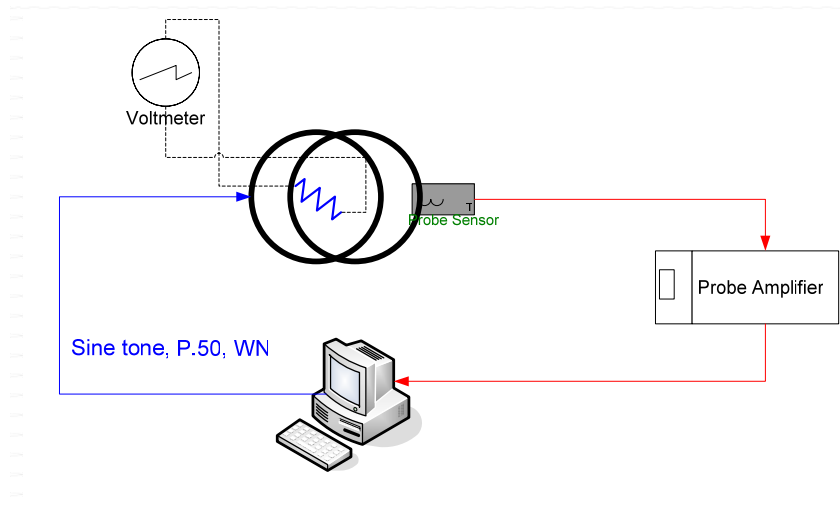 Voltmeter
T
Probe Sensor
Probe Amplifier
Sine tone, P.50, WN